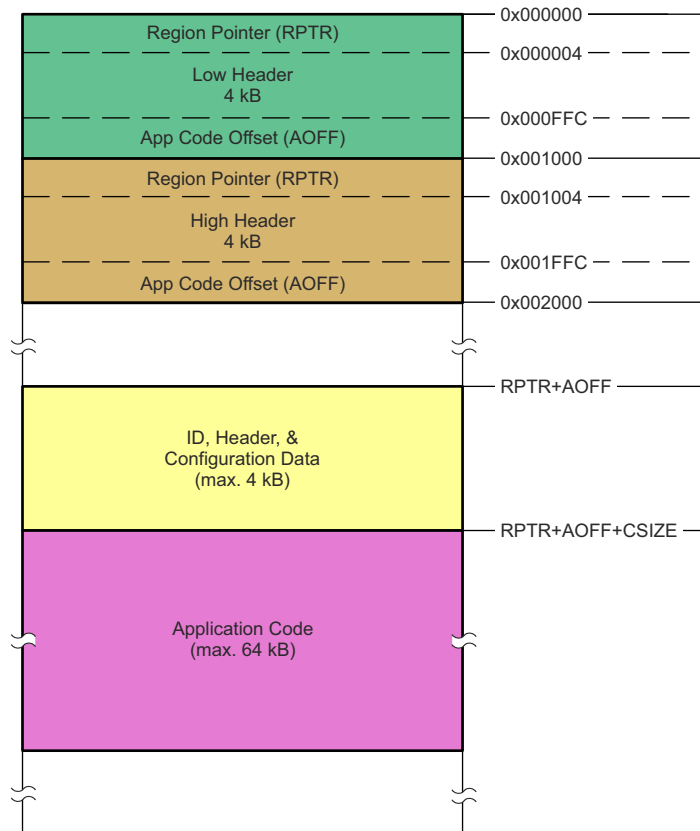 0x000000
Region Pointer (RPTR)
0x000004
Low Header
4 kB
0x000FFC
App Code Offset (AOFF)
0x001000
Region Pointer (RPTR)
0x001004
High Header
4 kB
0x001FFC
App Code Offset (AOFF)
0x002000
RPTR+AOFF
ID, Header, &
Configuration Data
(max. 4 kB)
RPTR+AOFF+CSIZE
Application Code
(max. 64 kB)